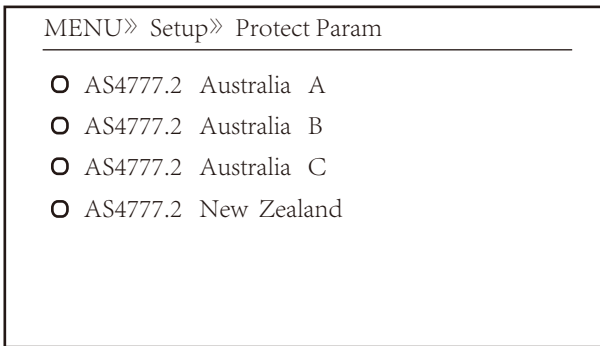 MENU》 Setup》 Protect Param
AS4777.2 Australia A
AS4777.2 Australia B
AS4777.2 Australia C
AS4777.2 New Zealand